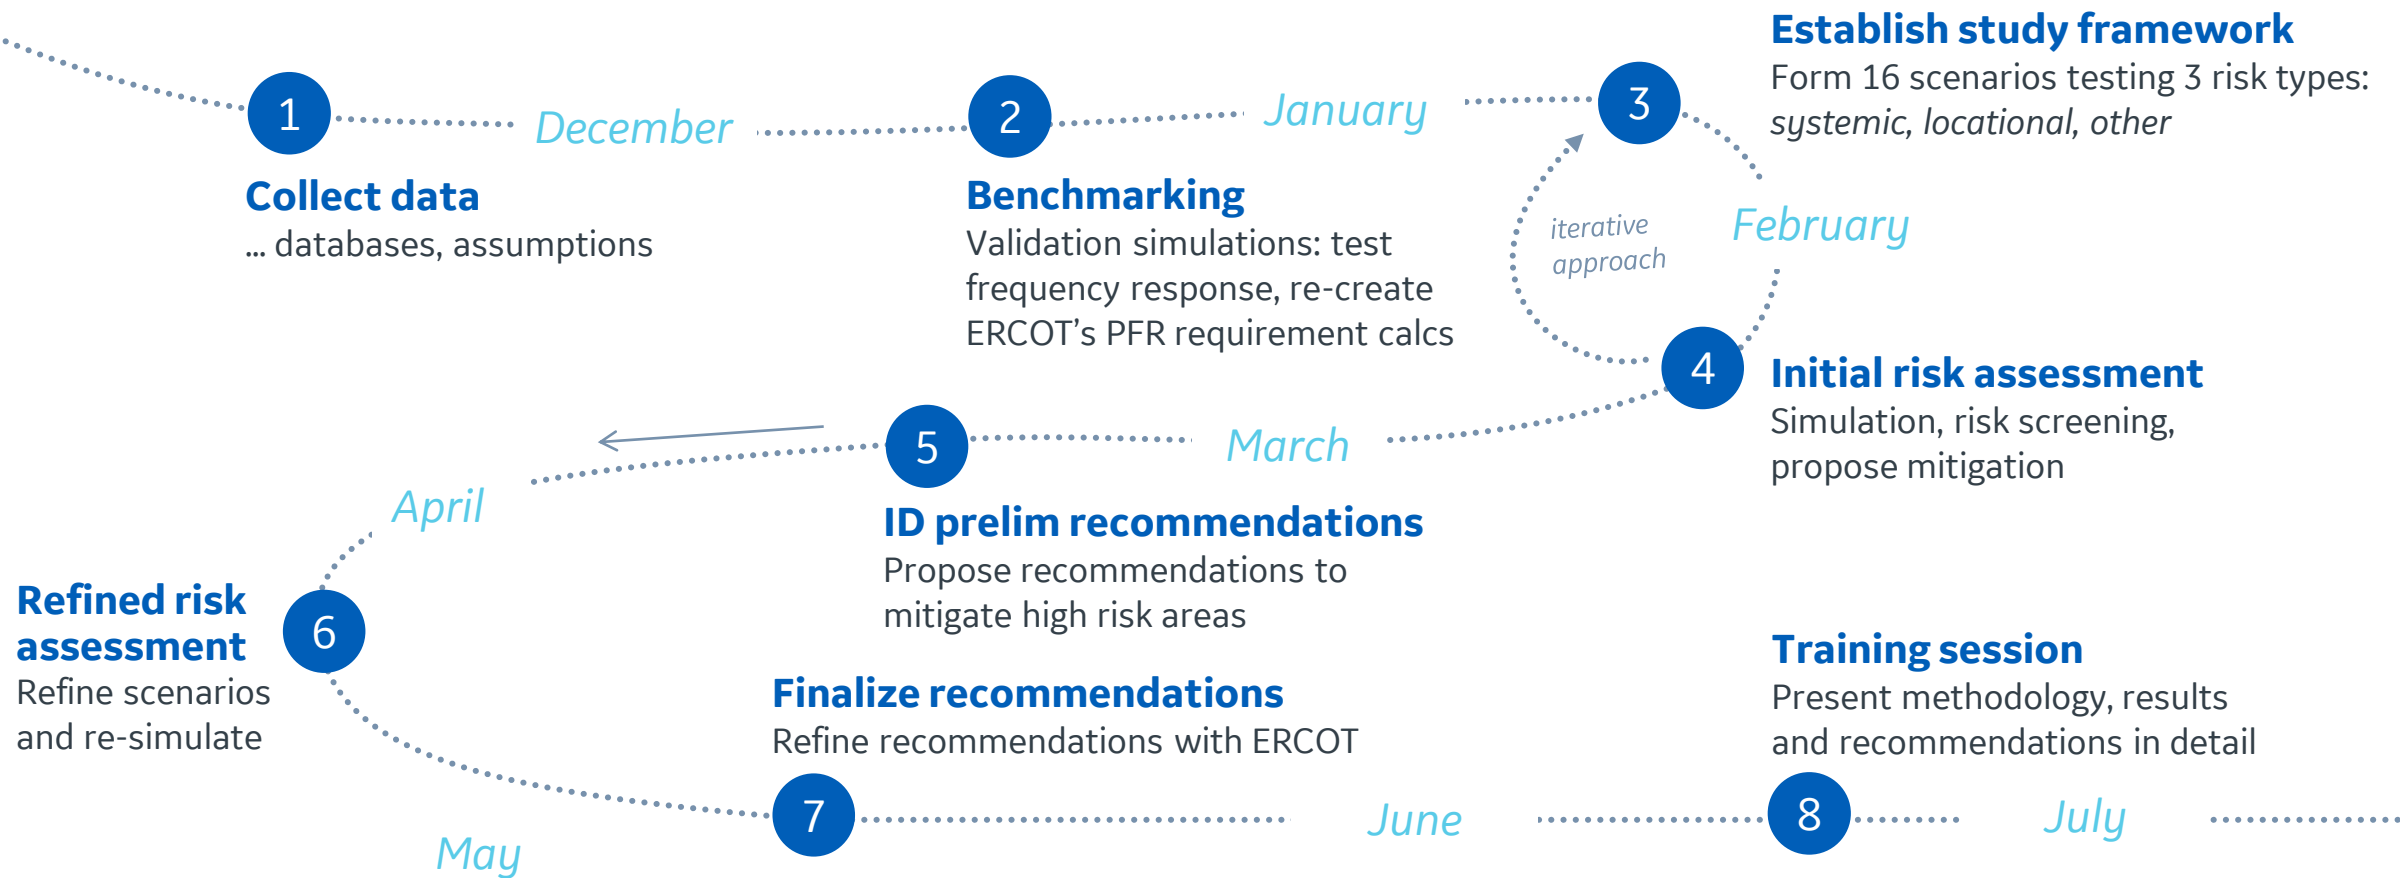 1
Collect data
... databases, assumptions
December
2
Benchmarking
Validation simulations: test
frequency response, re-create
ERCOT’s PFR requirement calcs
January
3
Establish study framework
Form 16 scenarios testing 3 risk types:
systemic, locational, other
iterative
approach
February
4
Initial risk assessment
Simulation, risk screening,
propose mitigation
March
5
ID prelim recommendations
Propose recommendations to
mitigate high risk areas
April
6
Refined risk
assessment
Refine scenarios
and re-simulate
May
7
Finalize recommendations
Refine recommendations with ERCOT
June
8
Training session
Present methodology, results
and recommendations in detail
July